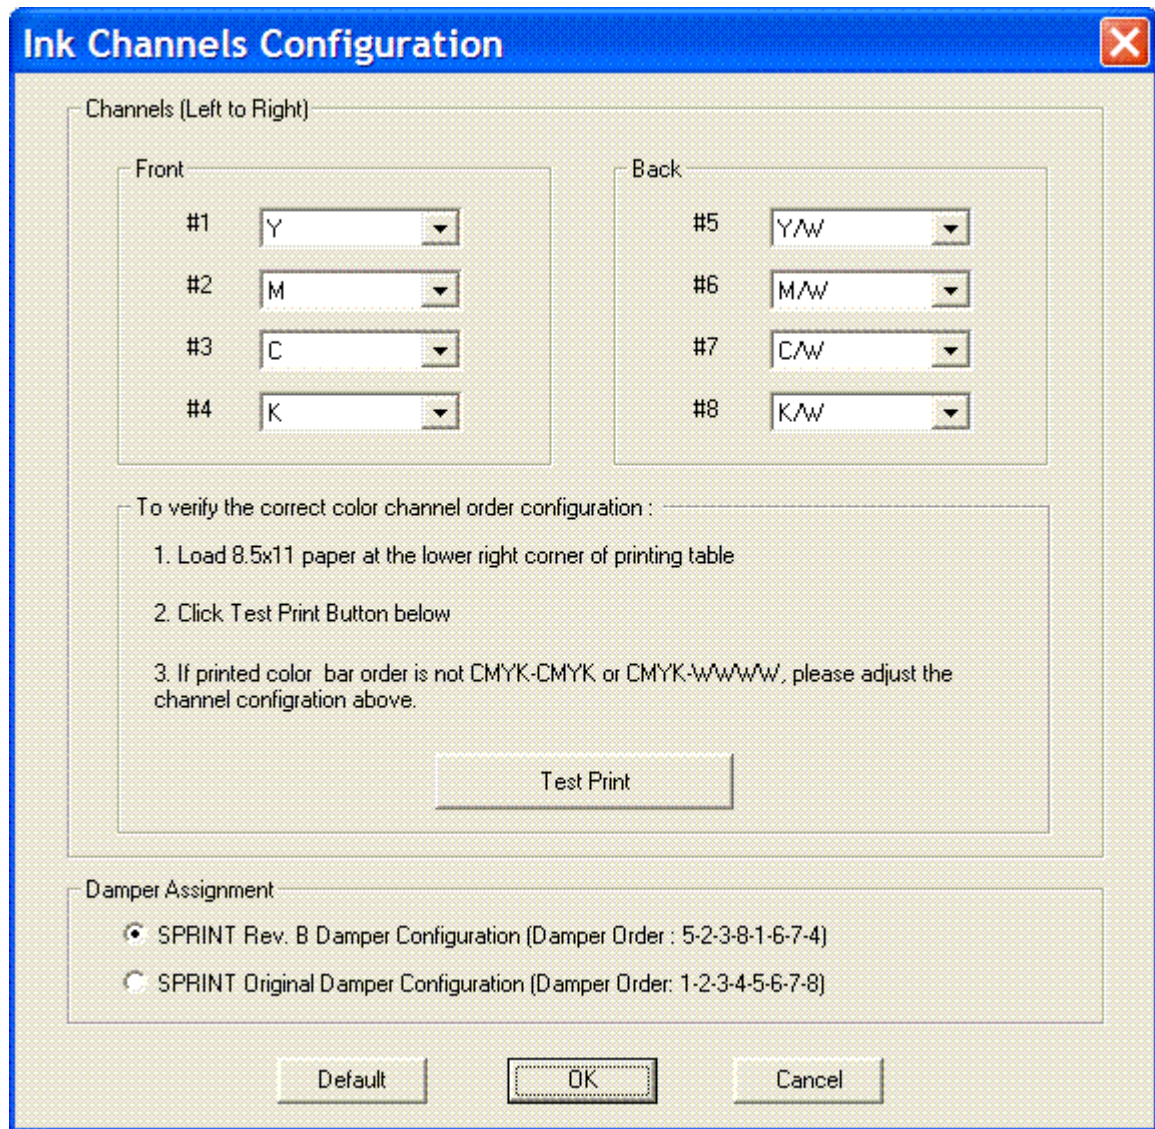 Ink Channels Configuration
Channels (Left to Right)
Front
#1 Y
#2 M
#3 C
#4 K
Back
#5 Y/W
#6 M/W
#7 C/W
#8 K/W
To verify the correct color channel order configuration :
1. Load 8.5x11 paper at the lower right corner of printing table
2. Click Test Print Button below
3. If printed color  bar order is not CMYK-CMYK or CMYK-WWWW, please adjust the
channel configration above.
Test Print
Damper Assignment
SPRINT Rev. B Damper Configuration (Damper Order : 5-2-3-8-1-6-7-4)
SPRINT Original Damper Configuration (Damper Order: 1-2-3-4-5-6-7-8)
Default
OK
Cancel